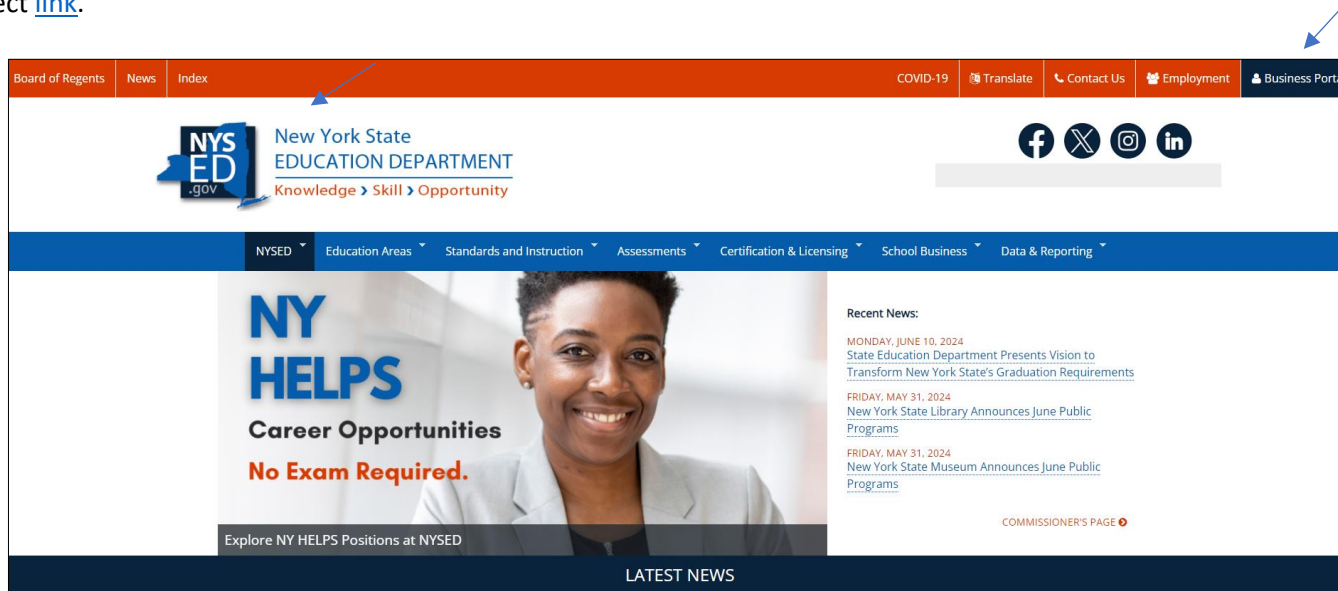 link.
Board of Regents News Index COVID-19 Translate Contact Us Employment Business
NYS
ED
.gov
New York State
EDUCATION DEPARTMENT
Knowledge > Skill > Opportunity
NYSED Education Areas Standards and Instruction Assessments Certification & Licensing School Business Data & Reporting
NY
HELPS
Career Opportunities
No Exam Required.
Explore NY HELPS Positions at NYSED
Recent News:
MONDAY, JUNE 10, 2024
State Education Department Presents Vision to
Transform New York State's Graduation Requirements
FRIDAY, MAY 31, 2024
New York State Library Announces June Public
Programs
FRIDAY, MAY 31, 2024
New York State Museum Announces June Public
Programs
COMMISSIONER'S PAGE
LATEST NEWS